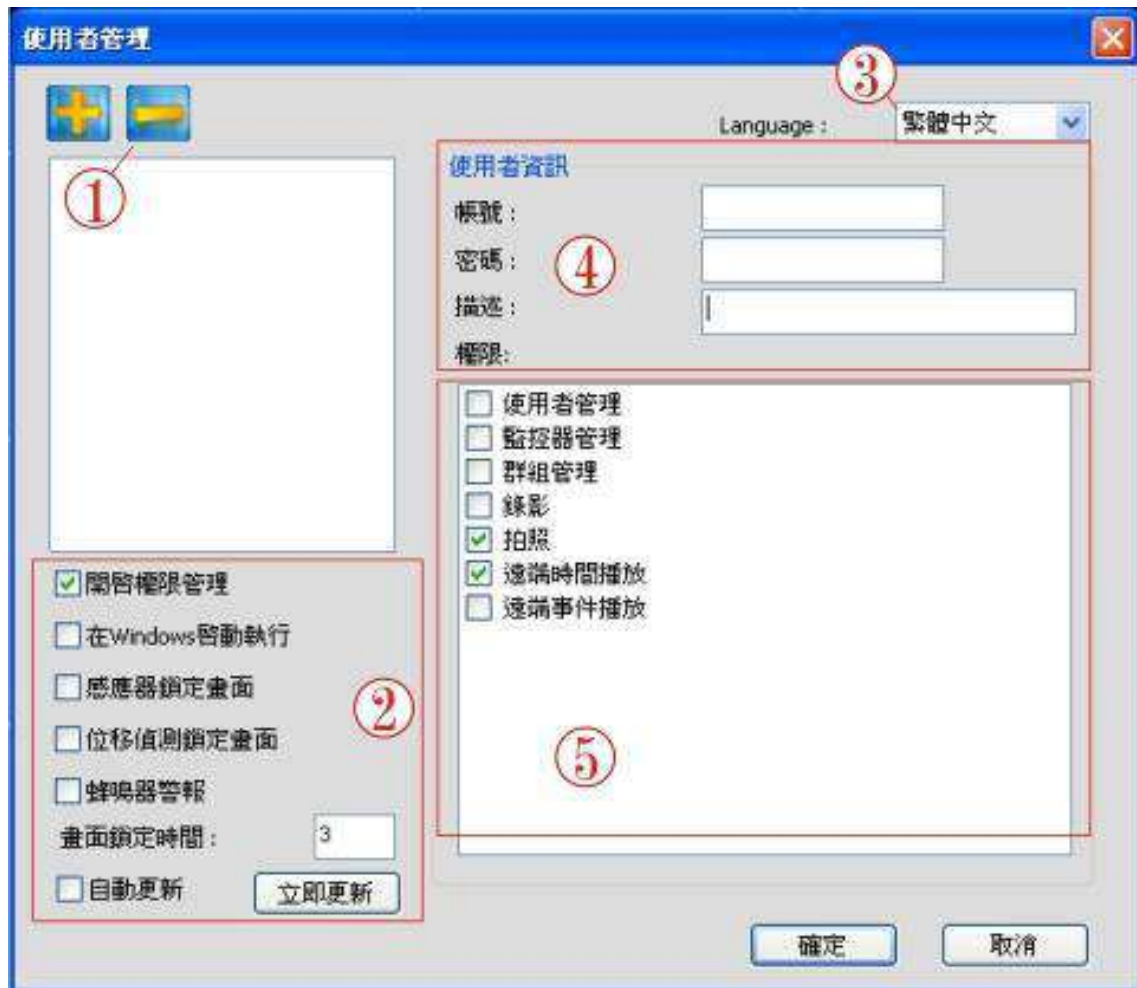 使用者管理
③
Language : 繁體中文
①
使用者資訊
帳號 :
密碼 :
④
描述 :
權限:
使用者管理
監控器管理
群組管理
錄影
拍照
遠端時間播放
遠端事件播放
⑤
開啓權限管理
在Windows啓動執行
感應器鎖定畫面
②
位移偵測鎖定畫面
蜂鳴器警報
畫面鎖定時間 : 3
自動更新 立即更新
確定 取消